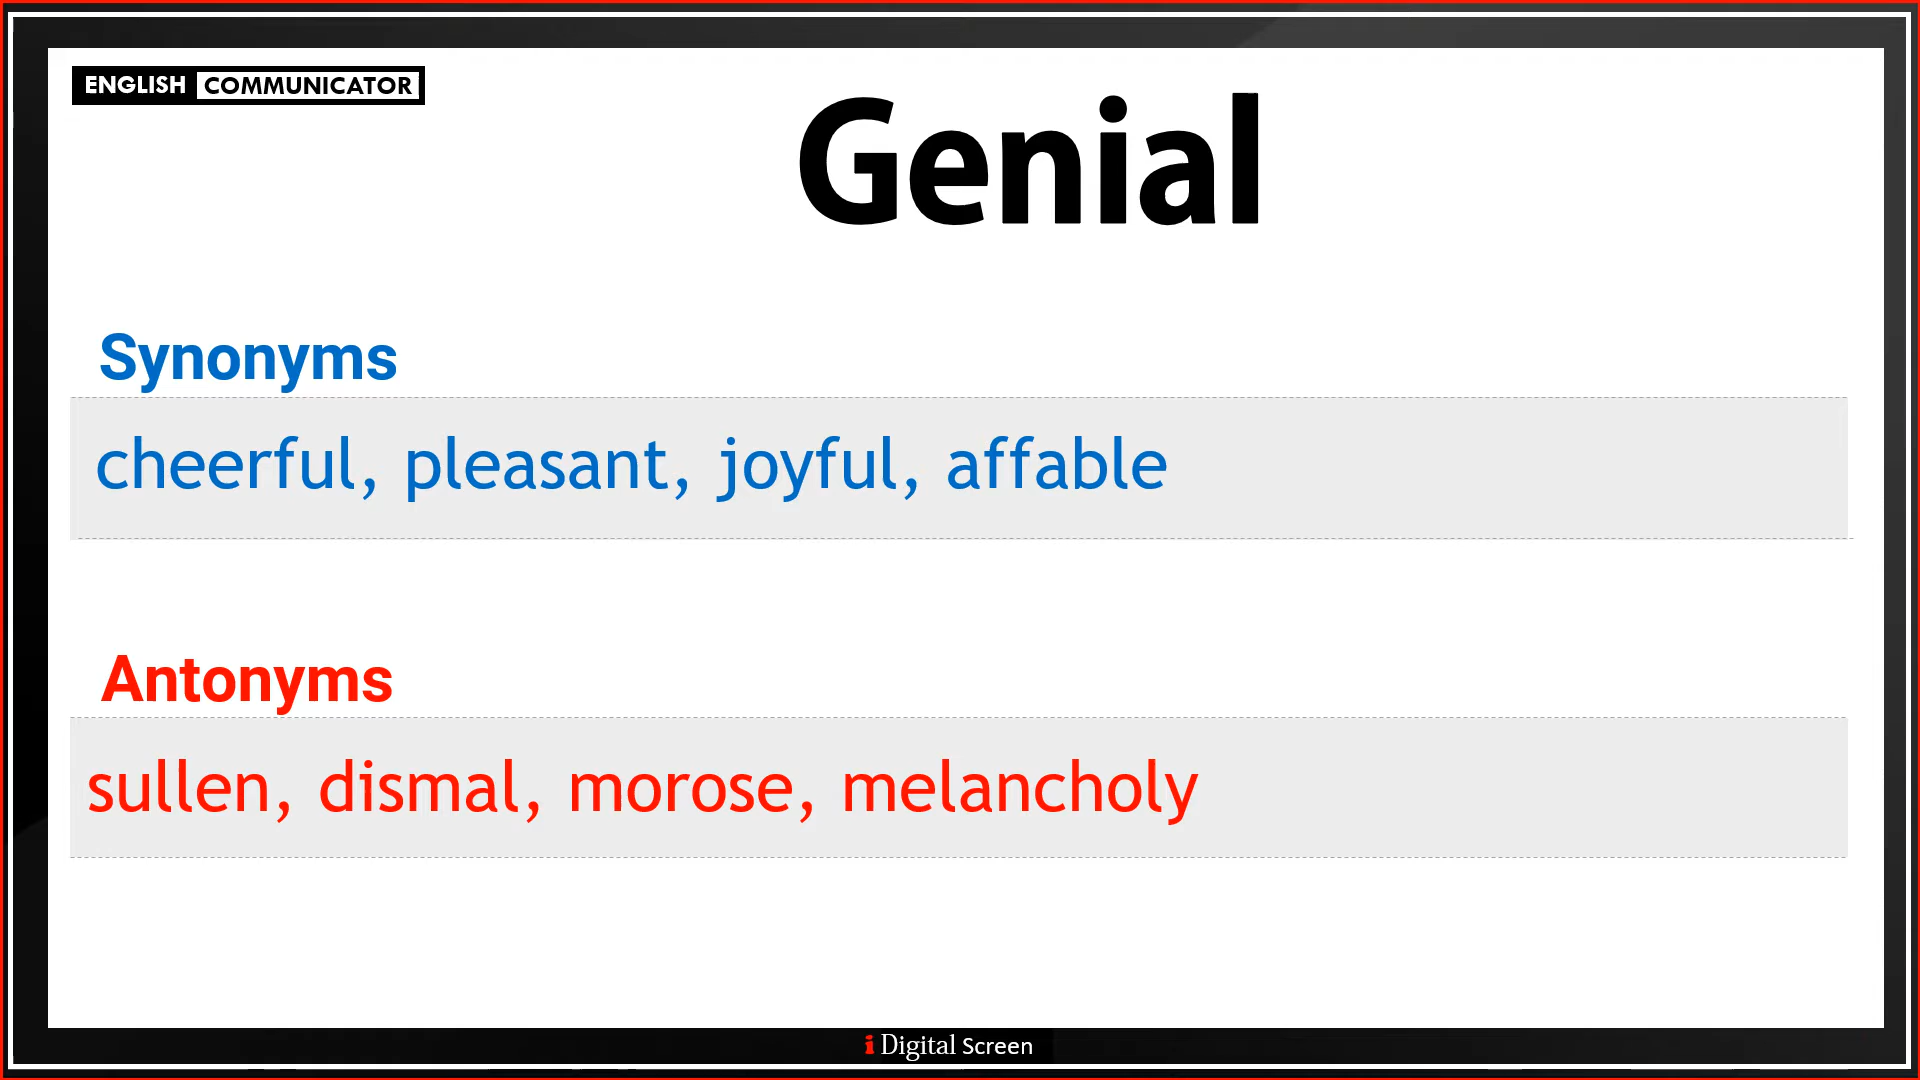 ENGLISH COMMUNICATOR
Genial
Synonyms
cheerful, pleasant, joyful, affable
Antonyms
sullen, dismal, morose, melancholy
i Digital Screen